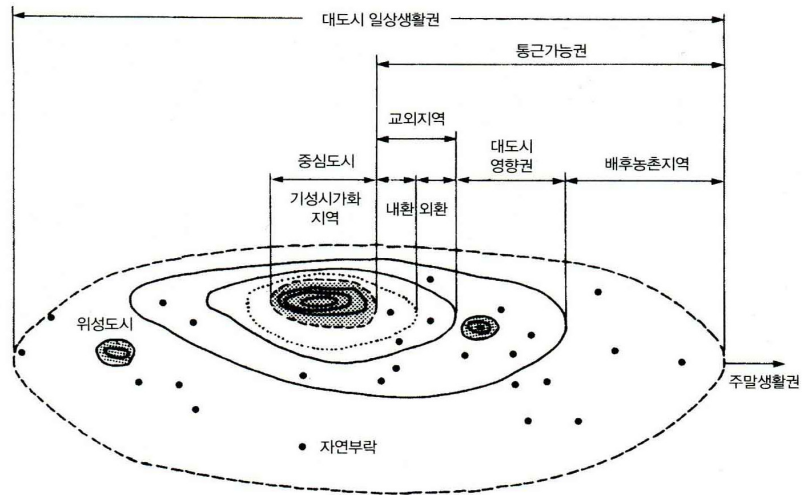 대도시 일상생활권
통근가능권
교외지역
중심도시
대도시
영향권
배후농촌지역
기성시가화
지역
내환 외환
위성도시
주말생활권
자연부락